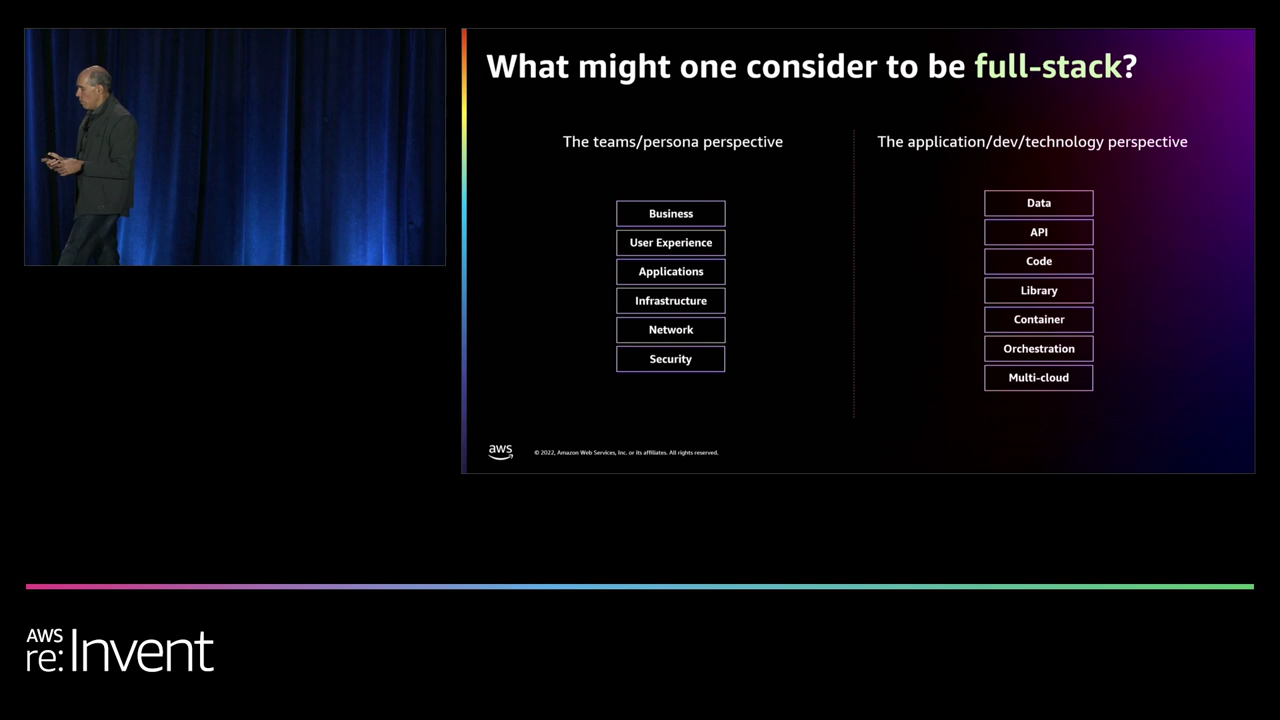 What might one consider to be full-stack?
The teams/persona perspective
Business
User Experience
Applications
Infrastructure
Network
Security
The application/dev/technology perspective
Data
API
Code
Library
Container
Orchestration
Multi-cloud
aws
© 2022, Amazon Web Services, Inc. or its affiliates. All rights reserved.
AWS
re:Invent